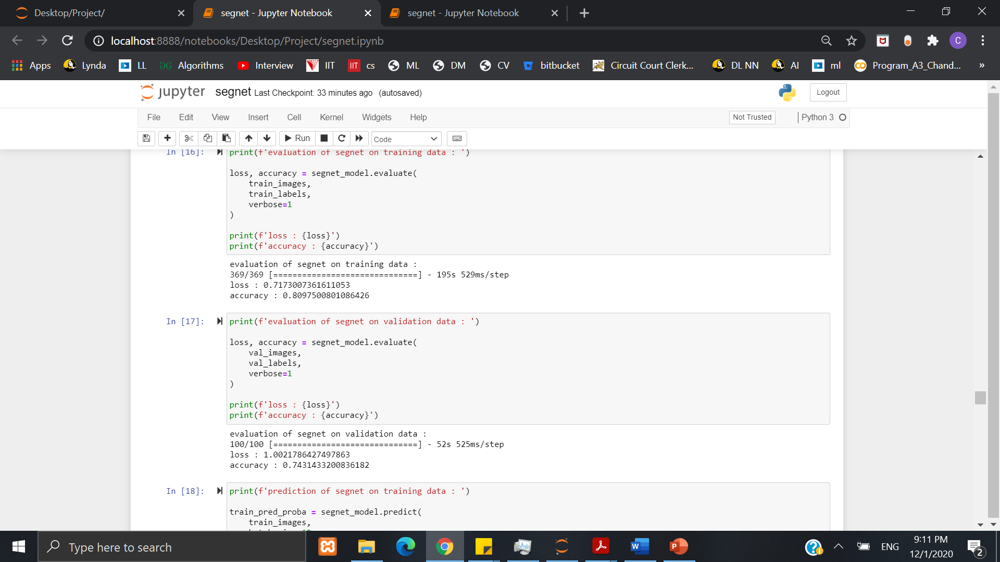 Desktop/Project/
segnet - Jupyter Notebook
segnet - Jupyter Notebook
localhost:8888/notebooks/Desktop/Project/segnet.ipynb
C
Apps
Lynda
LL
Algorithms
Interview
IIT
IIT cs
ML
DM
CV
bitbucket
Circuit Court Clerk...
DL NN
AI
ml
Program_A3_Chand...
»
jupyter segnet Last Checkpoint: 33 minutes ago (autosaved)
Logout
File Edit View Insert Cell Kernel Widgets Help
Not Trusted
Python 3
Run
Code
In [16]: print(f'evaluation of segnet on training data : ')
loss, accuracy = segnet_model.evaluate(
train_images,
train_labels,
verbose=1
)
print(f'loss : {loss}')
print(f'accuracy : {accuracy}')
evaluation of segnet on training data :
369/369 [==============================] - 195s 529ms/step
loss : 0.7173007361611053
accuracy : 0.8097500801086426
In [17]: print(f'evaluation of segnet on validation data : ')
loss, accuracy = segnet_model.evaluate(
val_images,
val_labels,
verbose=1
)
print(f'loss : {loss}')
print(f'accuracy : {accuracy}')
evaluation of segnet on validation data :
100/100 [==============================] - 52s 525ms/step
loss : 1.0021786427497863
accuracy : 0.7431433200836182
In [18]: print(f'prediction of segnet on training data : ')
train_pred_proba = segnet_model.predict(
train_images,
Type here to search
ENG
9:11 PM
12/1/2020
2